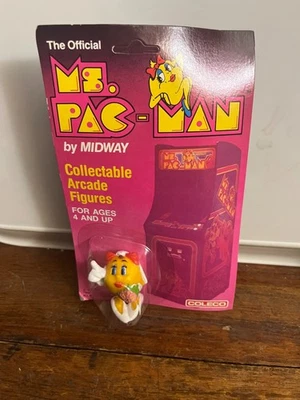 The Official
MS.
PAC-MAN
by MIDWAY
Collectable
Arcade
Figures
FOR AGES
4 AND UP
MS. PAC-MAN
COLECO